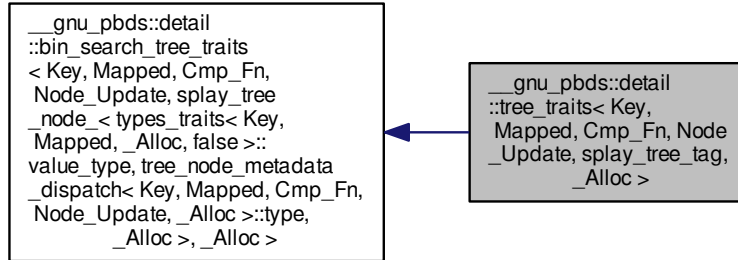 __gnu_pbds::detail
::bin_search_tree_traits
< Key, Mapped, Cmp_Fn,
Node_Update, splay_tree
_node_< types_traits< Key,
Mapped, _Alloc, false >::
value_type, tree_node_metadata
_dispatch< Key, Mapped, Cmp_Fn,
Node_Update, _Alloc >::type,
_Alloc >, _Alloc >
__gnu_pbds::detail
::tree_traits< Key,
Mapped, Cmp_Fn, Node
_Update, splay_tree_tag,
_Alloc >